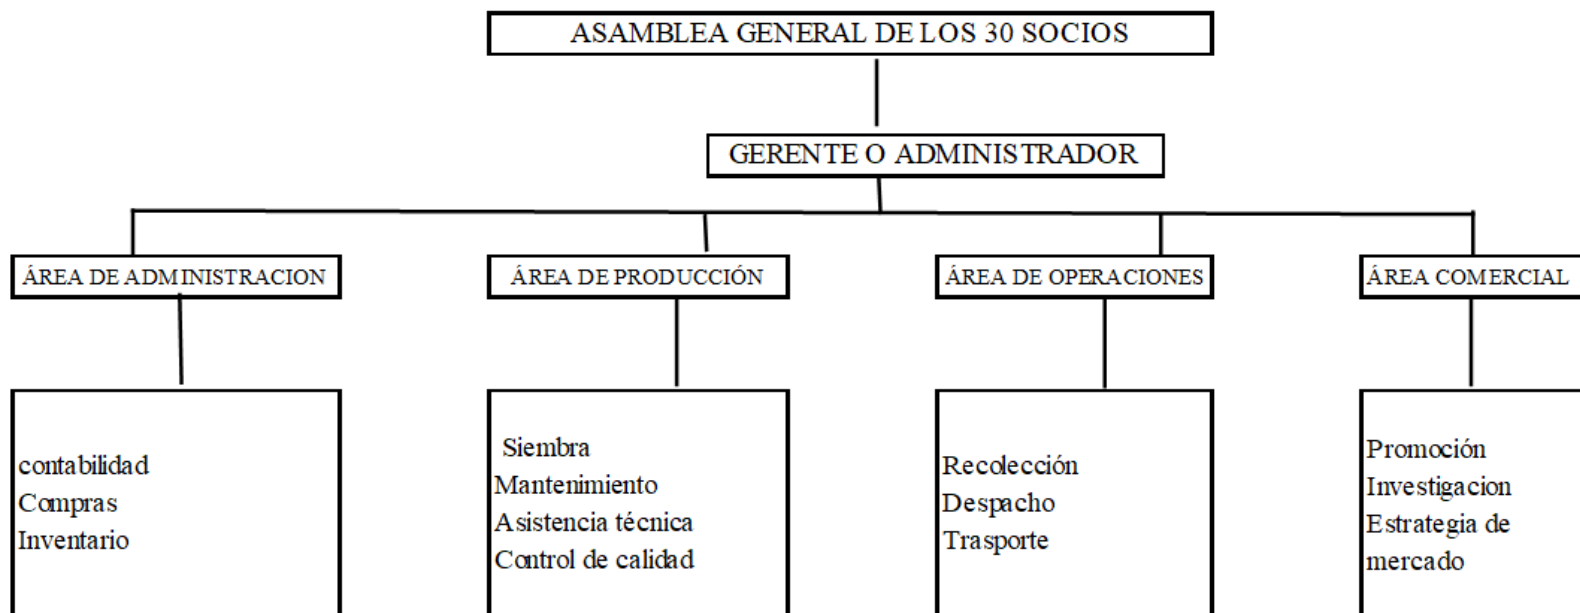 ASAMBLEA GENERAL DE LOS 30 SOCIOS
GERENTE O ADMINISTRADOR
ÁREA DE ADMINISTRACION
ÁREA DE PRODUCCIÓN
ÁREA DE OPERACIONES
ÁREA COMERCIAL
contabilidad
Compras
Inventario
Siembra
Mantenimiento
Asistencia técnica
Control de calidad
Recolección
Despacho
Trasporte
Promoción
Investigacion
Estrategia de
mercado